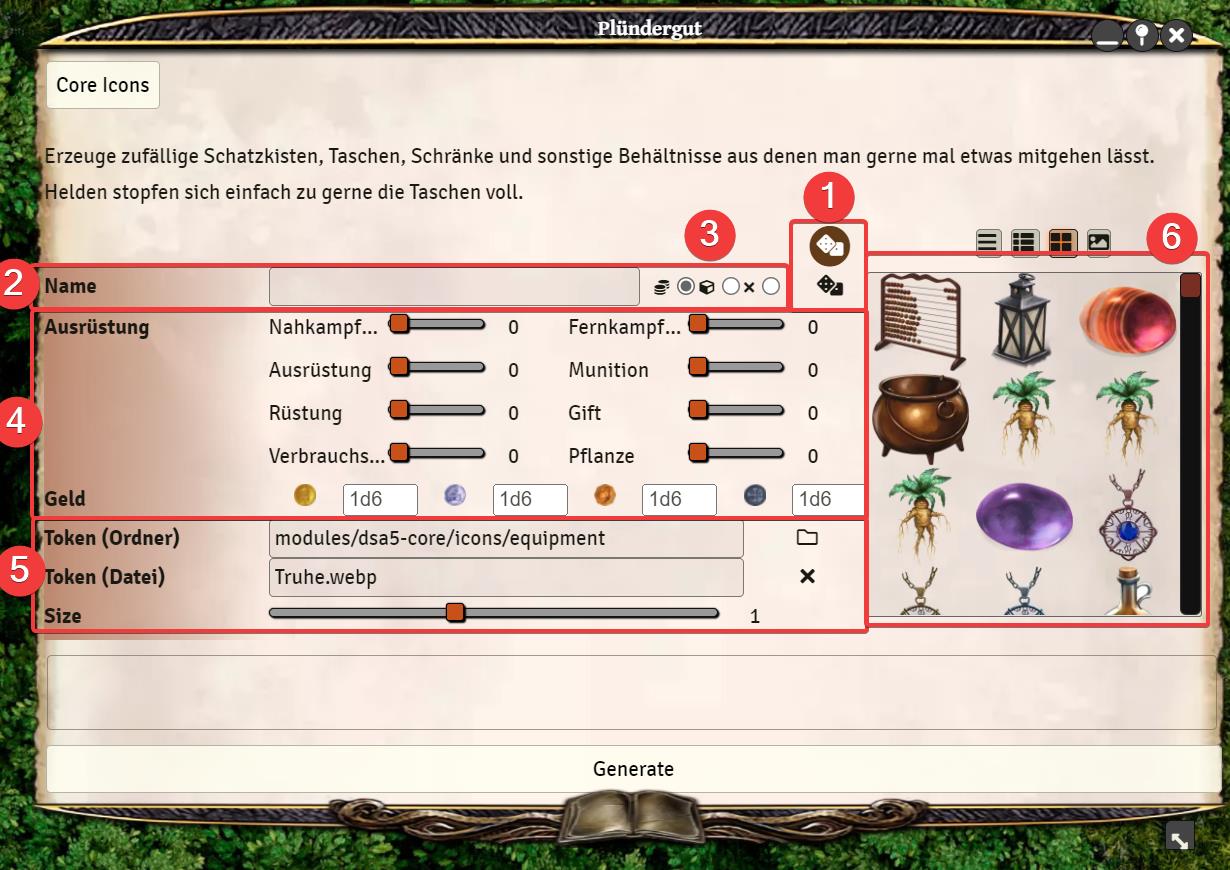 Plündergut
Core Icons
Erzeuge zufällige Schatzkisten, Taschen, Schränke und sonstige Behältnisse aus denen man gerne mal etwas mitgehen lässt.
Helden stopfen sich einfach zu gerne die Taschen voll.
1
3
6
2 Name
Ausrüstung Nahkampf... 0 Fernkampf... 0
Ausrüstung 0 Munition 0
4 Rüstung 0 Gift 0
Verbrauchs... 0 Pflanze 0
Geld 1d6 1d6 1d6 1d6
Token (Ordner) modules/dsa5-core/icons/equipment
5 Token (Datei) Truhe.webp
Size 1
Generate